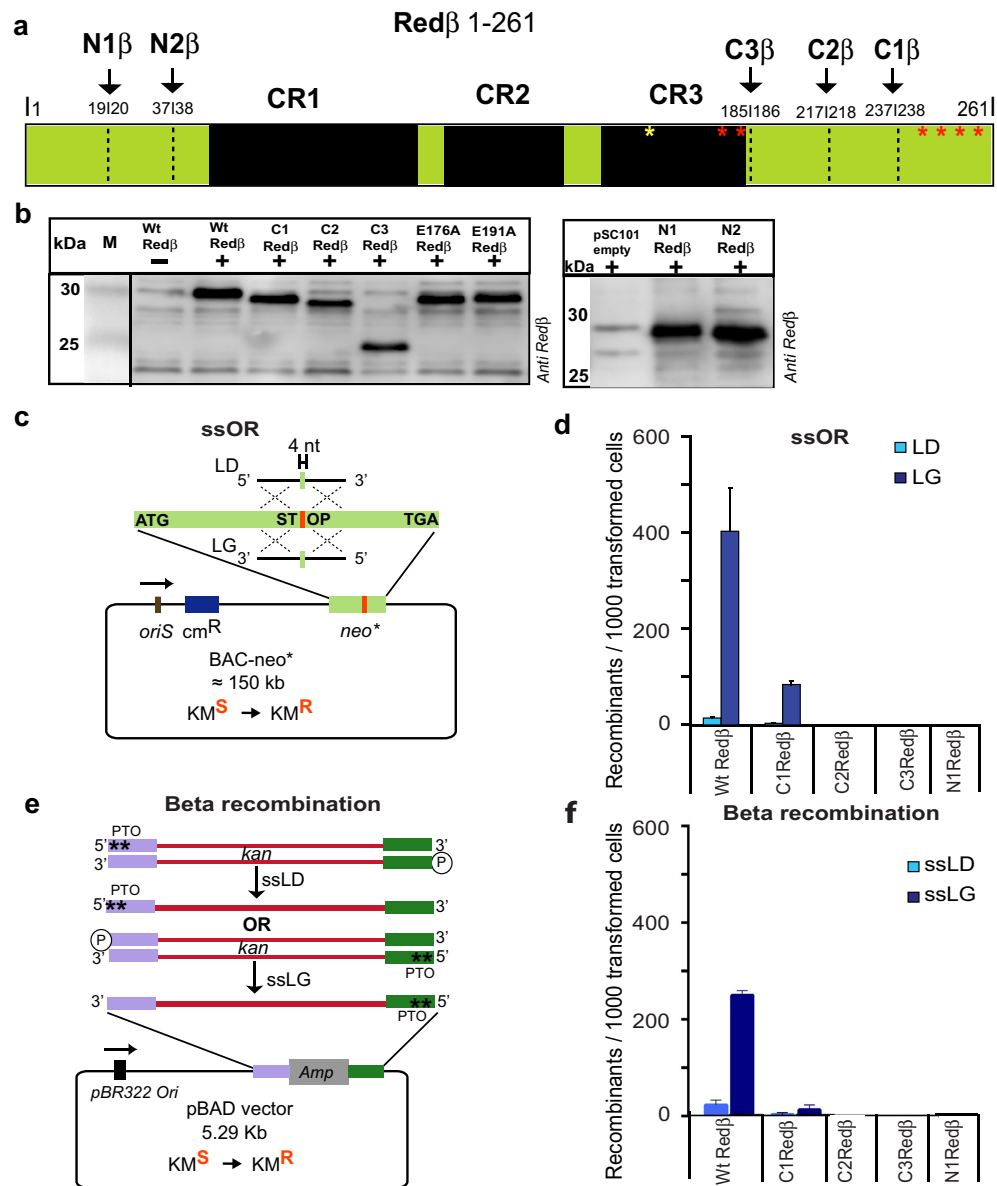 a
Redβ 1-261
N1β N2β C3β C2β C1β
|1 19|20 37|38 CR1 CR2 CR3 185|186 217|218 237|238 261|
* * * * * * *
b
kDa M Wt Redβ Wt Redβ C1 Redβ C2 Redβ C3 Redβ E176A Redβ E191A Redβ
− + + + + + +
30
25
Anti Redβ
kDa pSC101 empty N1 Redβ N2 Redβ
+ + +
30
25
Anti Redβ
c
ssOR
4 nt
LD
5’ 3’
ATG ST OP TGA
LG
3’ 5’
oriS cmR neo*
BAC-neo*
≈ 150 kb
KMS → KMR
d
ssOR
LD
LG
Recombinants / 1000 transformed cells
600
400
200
0
Wt Redβ
C1Redβ
C2Redβ
C3Redβ
N1Redβ
e
Beta recombination
PTO
5’ ** 3’
kan
3’ P
ssLD
PTO
5’ ** 3’
OR
P 3’
kan
3’ ** 5’
PTO
ssLG
3’ ** 5’
PTO
Amp
pBR322 Ori
pBAD vector
5.29 Kb
KMS → KMR
f
Beta recombination
ssLD
ssLG
Recombinants / 1000 transformed cells
600
400
200
0
Wt Redβ
C1Redβ
C2Redβ
C3Redβ
N1Redβ